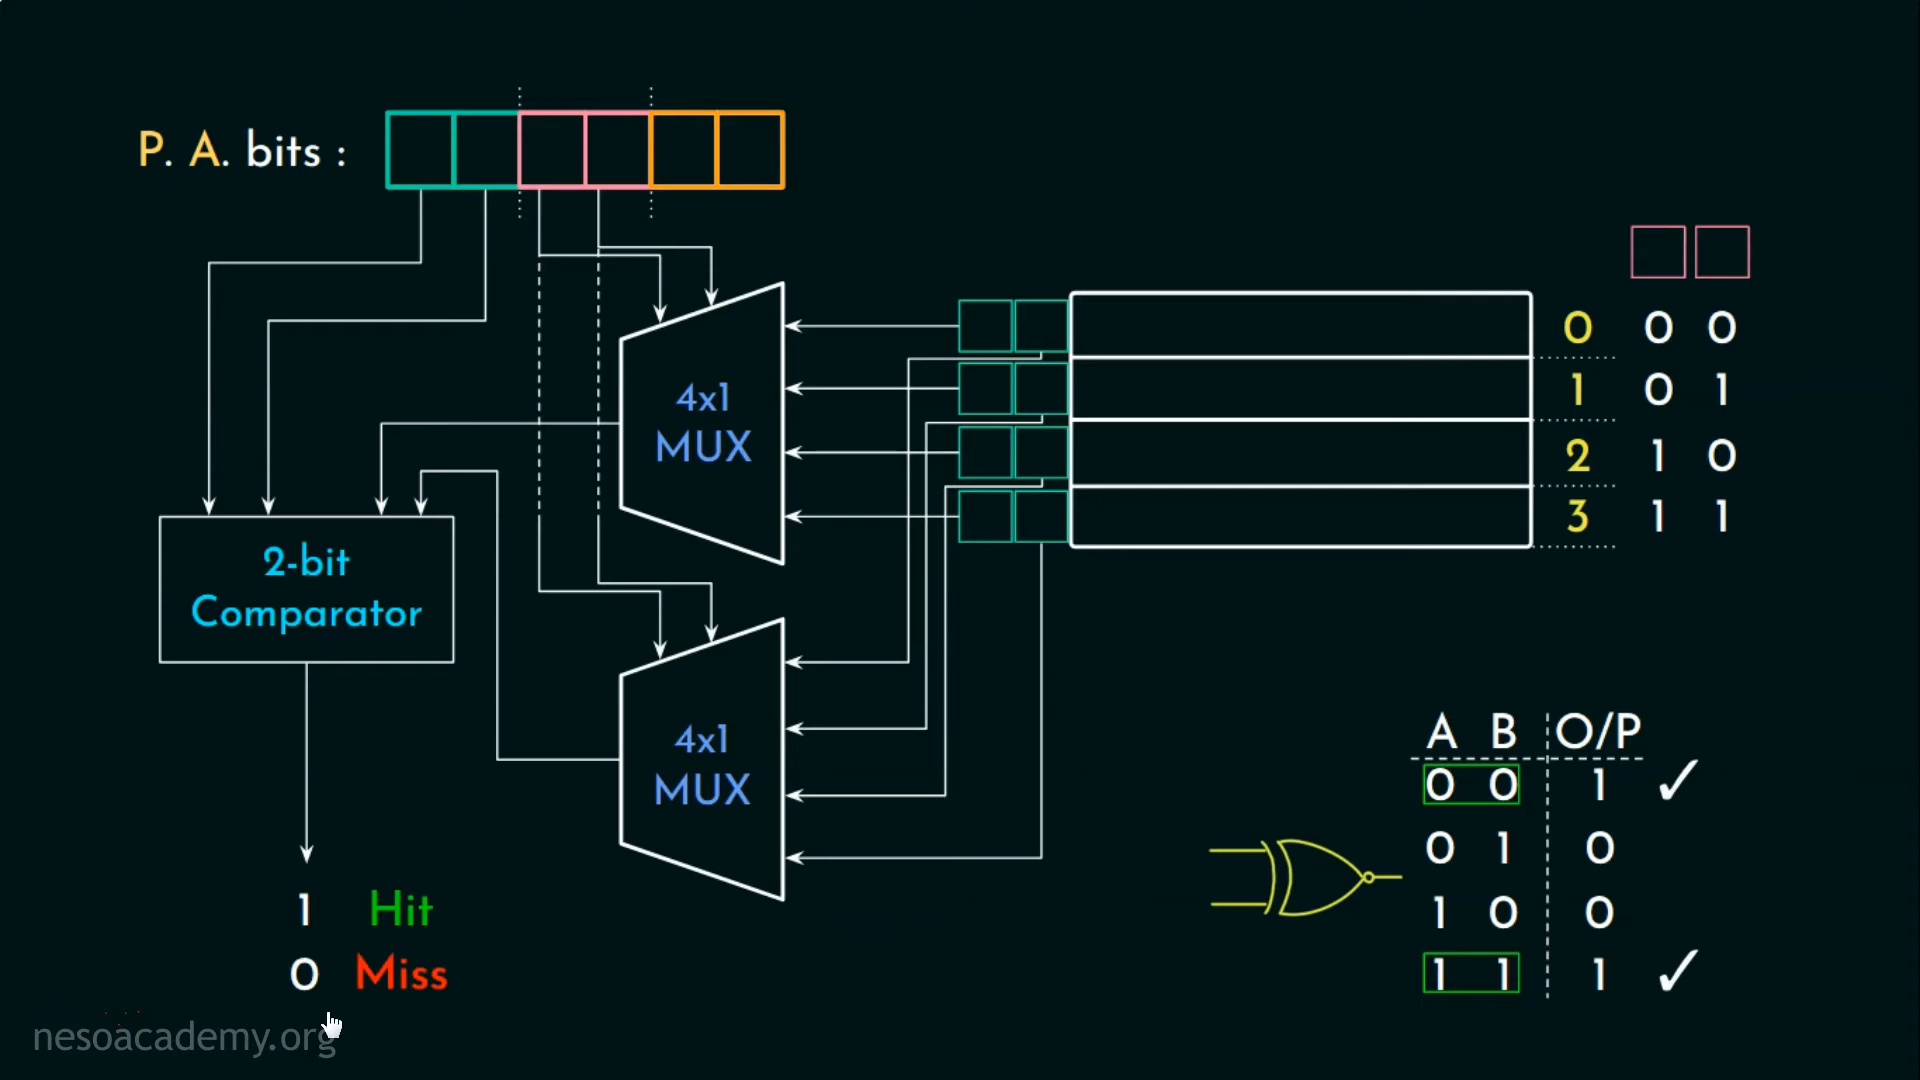 P. A. bits :
0 0 0
1 0 1
2 1 0
3 1 1
4x1
MUX
2-bit
Comparator
4x1
MUX
1 Hit
0 Miss
A B O/P
0 0 1 ✓
0 1 0
1 0 0
1 1 1 ✓
nesoacademy.org